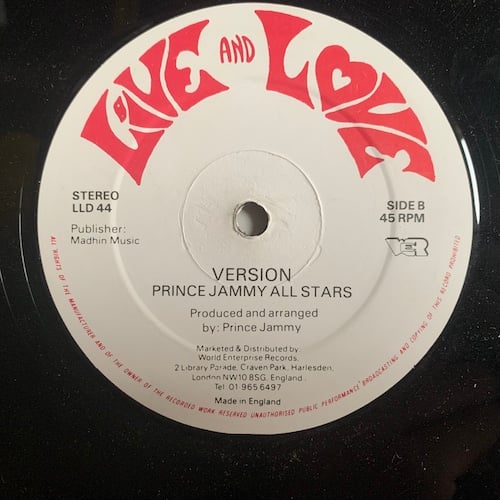 LIVE AND LOVE
STEREO
LLD 44
Publisher:
Madhin Music
SIDE B
45 RPM
WER
VERSION
PRINCE JAMMY ALL STARS
Produced and arranged
by: Prince Jammy
Marketed & Distributed by
World Enterprise Records,
2 Library Parade, Craven Park, Harlesden,
London NW10 8SG, England.
Tel: 01 965 6497
Made in England
ALL RIGHTS OF THE MANUFACTURER AND OF THE OWNER OF THE RECORDED WORK RESERVED UNAUTHORISED PUBLIC PERFORMANCE BROADCASTING AND COPYING OF THIS RECORD PROHIBITED